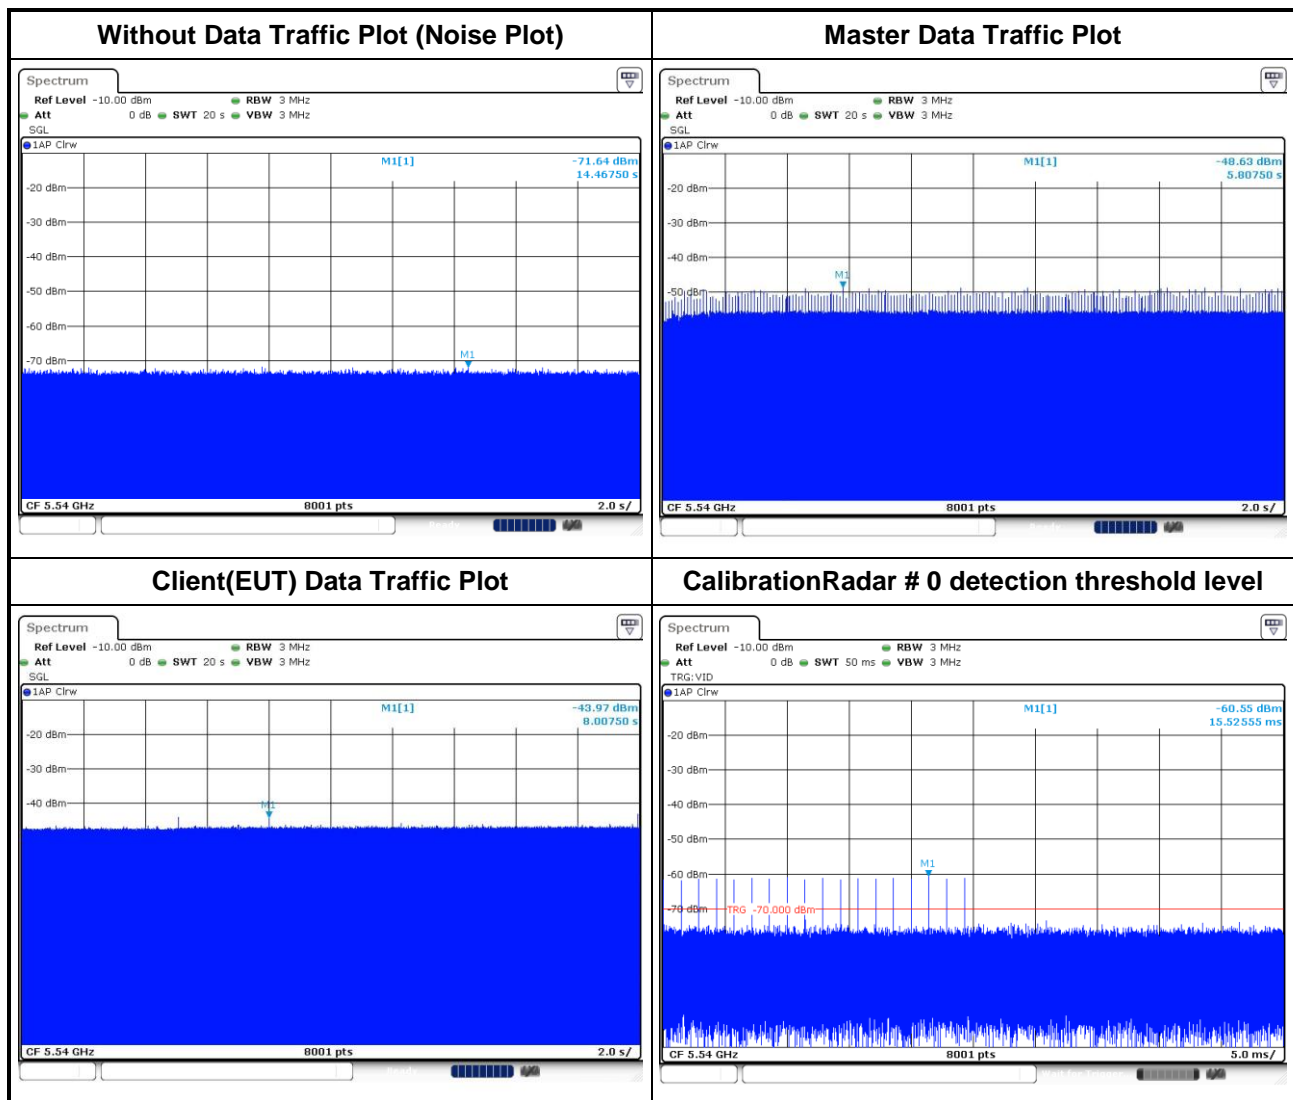 Without Data Traffic Plot (Noise Plot)
Spectrum
Ref Level -10.00 dBm RBW 3 MHz
Att 0 dB SWT 20 s VBW 3 MHz
SGL
1AP Clrw
M1[1] -71.64 dBm
14.46750 s
-20 dBm
-30 dBm
-40 dBm
-50 dBm
-60 dBm
M1
-70 dBm
CF 5.54 GHz 8001 pts 2.0 s/
Ready
Master Data Traffic Plot
Spectrum
Ref Level -10.00 dBm RBW 3 MHz
Att 0 dB SWT 20 s VBW 3 MHz
SGL
1AP Clrw
M1[1] -48.63 dBm
5.80750 s
-20 dBm
-30 dBm
-40 dBm
M1
-50 dBm
CF 5.54 GHz 8001 pts 2.0 s/
Ready
Client(EUT) Data Traffic Plot
Spectrum
Ref Level -10.00 dBm RBW 3 MHz
Att 0 dB SWT 20 s VBW 3 MHz
SGL
1AP Clrw
M1[1] -43.97 dBm
8.00750 s
-20 dBm
-30 dBm
-40 dBm
M1
CF 5.54 GHz 8001 pts 2.0 s/
Ready
CalibrationRadar # 0 detection threshold level
Spectrum
Ref Level -10.00 dBm RBW 3 MHz
Att 0 dB SWT 50 ms VBW 3 MHz
TRG:VID
1AP Clrw
M1[1] -60.55 dBm
15.52555 ms
-20 dBm
-30 dBm
-40 dBm
-50 dBm
M1
-60 dBm
-70 dBm TRG -70.000 dBm
CF 5.54 GHz 8001 pts 5.0 ms/
Wait for Trigger